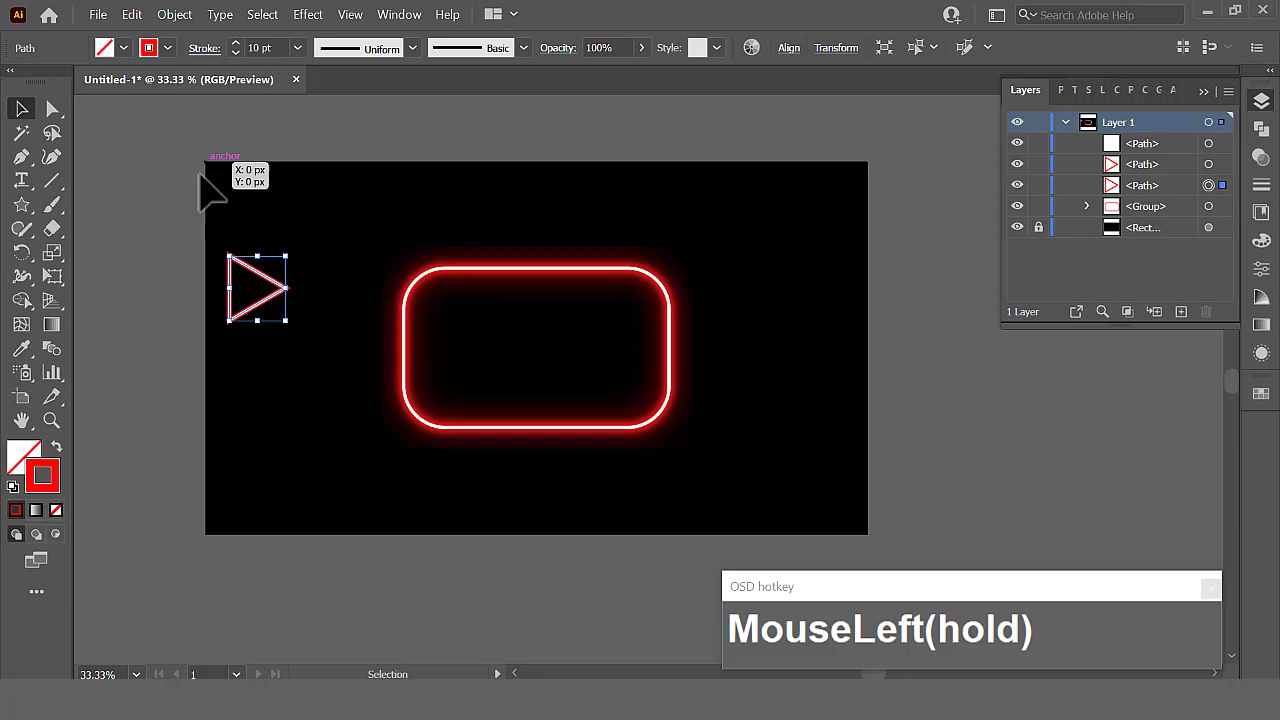 Ai
File Edit Object Type Select Effect View Window Help
Search Adobe Help
Path
Stroke: 10 pt Uniform Basic Opacity: 100% Style: Align Transform
Untitled-1* @ 33.33 % (RGB/Preview) ×
Layers P T S L C P C G A
Layer 1
<Path>
<Path>
<Path>
<Group>
<Rect...
1 Layer
anchor
X: 0 px
Y: 0 px
OSD hotkey
MouseLeft(hold)
33.33% 1 Selection